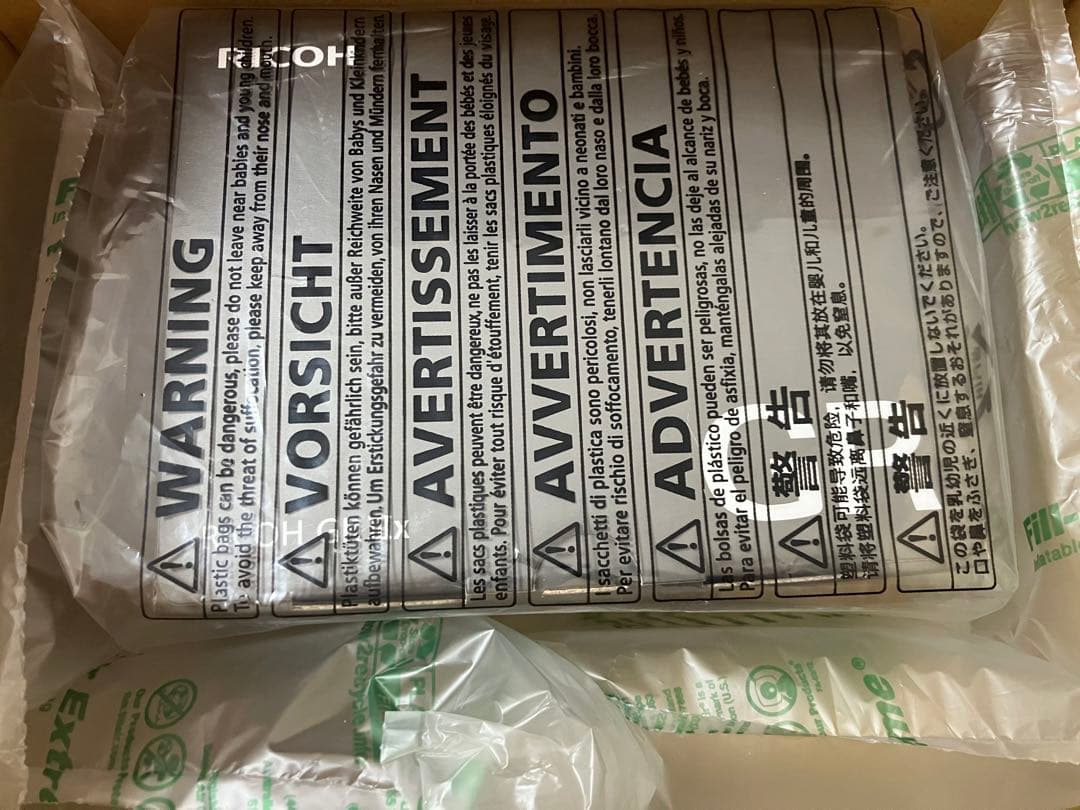 RICOH
WARNING
Plastic bags can be dangerous, please do not leave near babies and young children.
To avoid the threat of suffocation, please keep away from their nose and mouth.
VORSICHT
Plastiktüten können gefährlich sein, bitte außer Reichweite von Babys und Kleinkindern
aufbewahren. Um Erstickungsgefahr zu vermeiden, von ihren Nasen und Mündern fernhalten.
AVERTISSEMENT
Les sacs plastiques peuvent être dangereux, ne pas les laisser à la portée des bébés et des jeunes
enfants. Pour éviter tout risque d'étouffement, tenir les sacs plastiques éloignés du visage.
AVVERTIMENTO
I sacchetti di plastica sono pericolosi, non lasciarli vicino a neonati e bambini.
Per evitare rischio di soffocamento, tenerli lontano dal loro naso e dalla loro bocca.
ADVERTENCIA
Las bolsas de plástico pueden ser peligrosas, no las deje al alcance de bebés y niños.
Para evitar el peligro de asfixia, manténgalas alejadas de su nariz y boca.
警告
塑料袋可能导致危险，请勿将其放在婴儿和儿童的周围。
请将塑料袋远离鼻子和嘴，以免窒息。
警告
この袋を乳幼児の近くに放置しないでください。
口や鼻をふさぎ、窒息するおそれがありますので、ご注意ください。
RICOH GR IIIx
GR
how2recycle.info
Fill-
Extre
me®